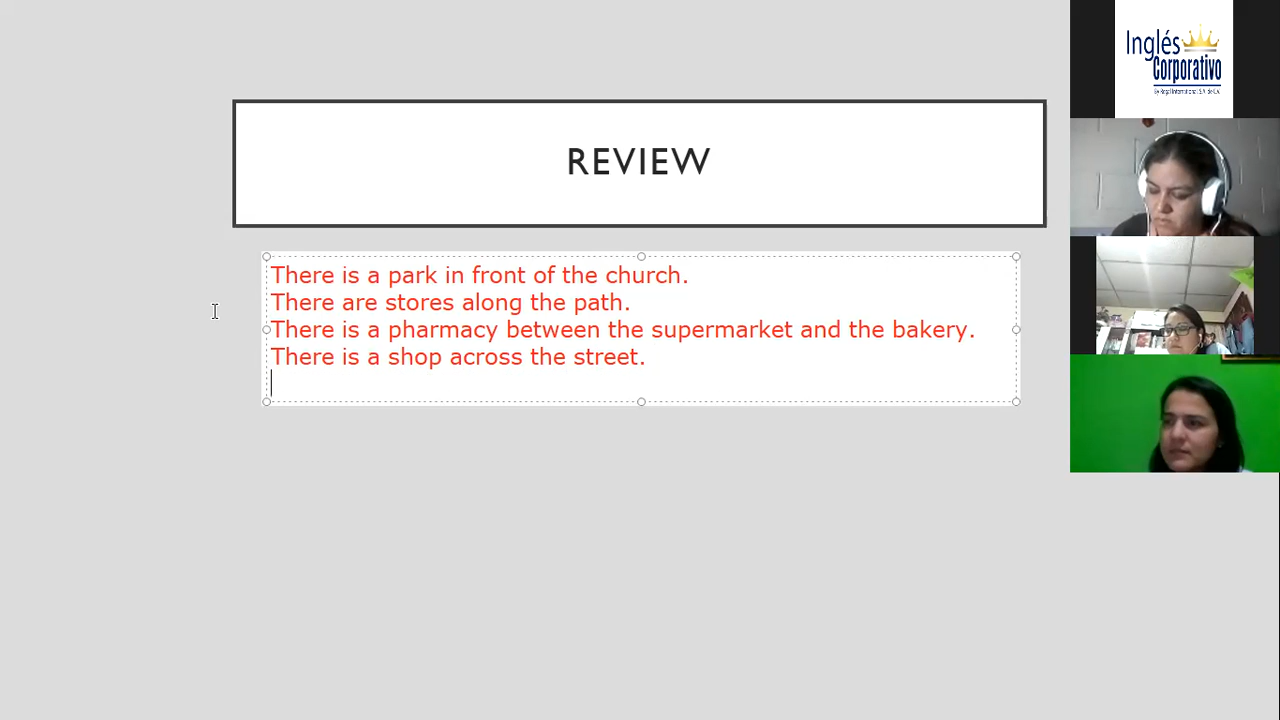 REVIEW
There is a park in front of the church.
There are stores along the path.
There is a pharmacy between the supermarket and the bakery.
There is a shop across the street.
Inglés
Corporativo